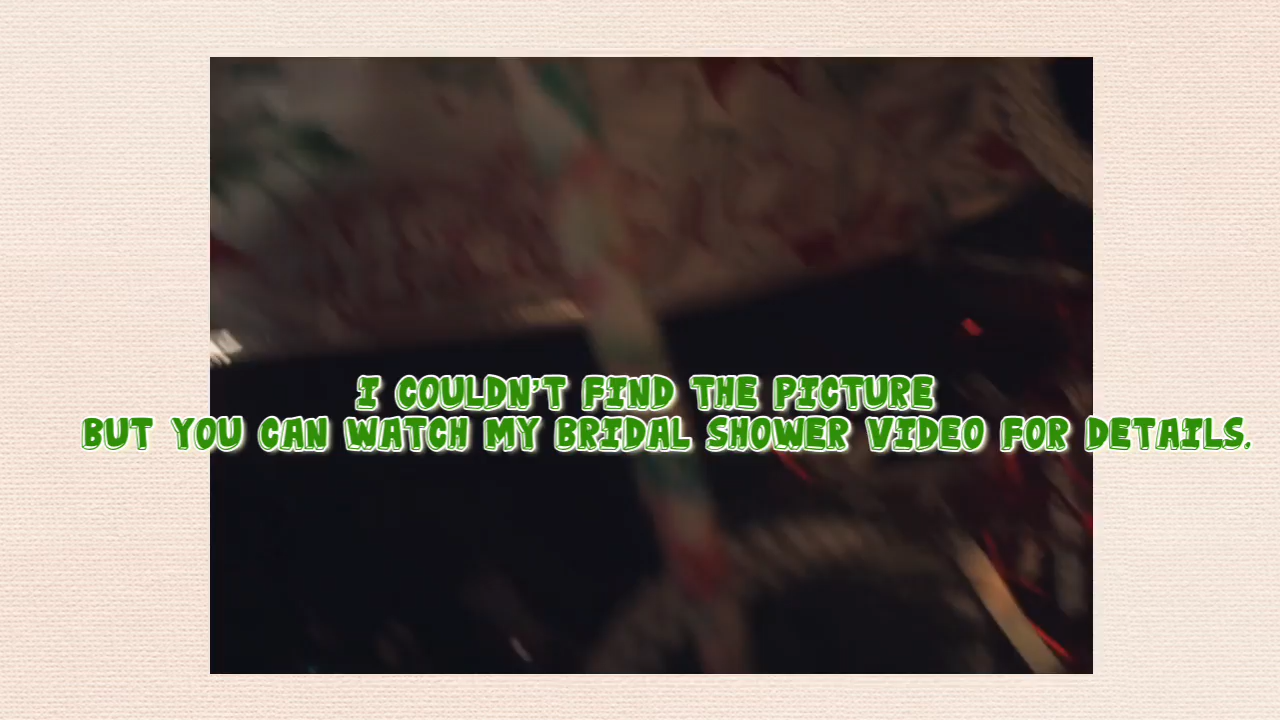 I COULDN'T FIND THE PICTURE
BUT YOU CAN WATCH MY BRIDAL SHOWER VIDEO FOR DETAILS.